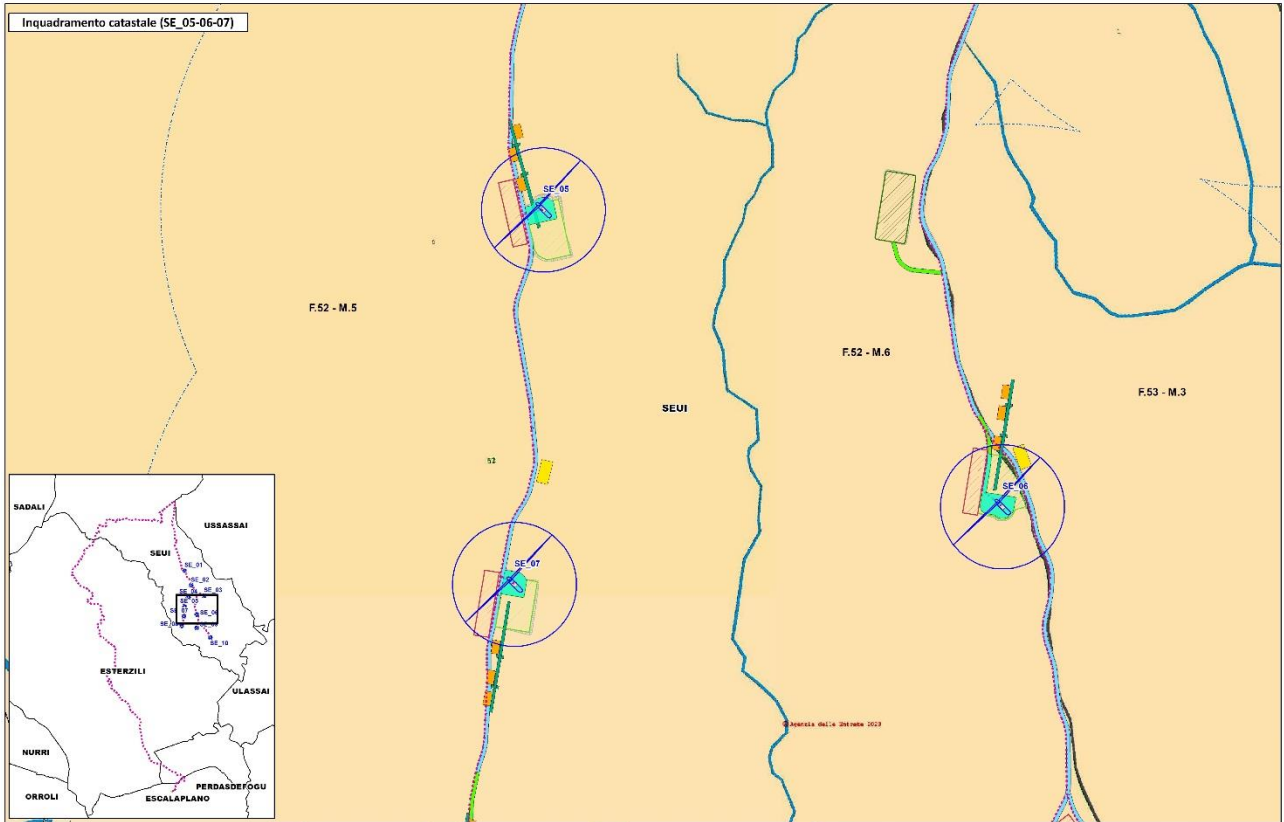 Inquadramento catastale (SE_05-06-07)
SE_05
F.52 - M.5
F.52 - M.6
F.53 - M.3
SEUI
52
SE_06
SE_07
© Agenzia delle Entrate 2023
SADALI
USSASSAI
SEUI
SE_01
SE_02
SE_03
SE_05
SE_10
ESTERZILI
ULASSAI
NURRI
PERDASDEFOGU
ORROLI
ESCALAPLANO